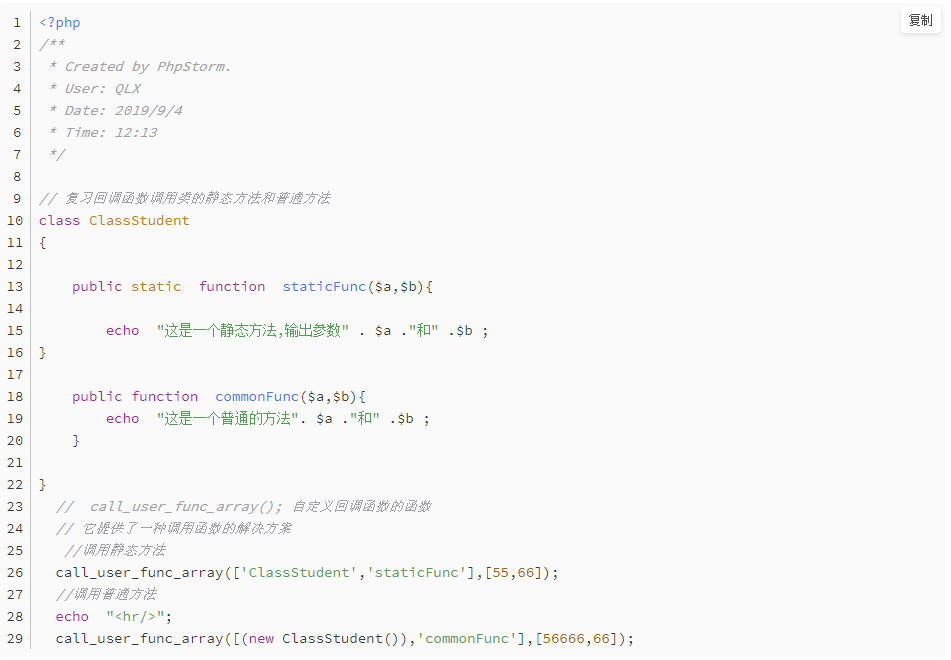 复制
1 <?php
2 /**
3  * Created by PhpStorm.
4  * User: QLX
5  * Date: 2019/9/4
6  * Time: 12:13
7  */
8
9 // 复习回调函数调用类的静态方法和普通方法
10 class ClassStudent
11 {
12
13     public static  function  staticFunc($a,$b){
14
15         echo  "这是一个静态方法,输出参数" . $a ."和" .$b ;
16 }
17
18     public function  commonFunc($a,$b){
19         echo  "这是一个普通的方法". $a ."和" .$b ;
20     }
21
22 }
23   //  call_user_func_array(); 自定义回调函数的函数
24   // 它提供了一种调用函数的解决方案
25    //调用静态方法
26   call_user_func_array(['ClassStudent','staticFunc'],[55,66]);
27   //调用普通方法
28   echo  "<hr/>";
29   call_user_func_array([(new ClassStudent()),'commonFunc'],[56666,66]);